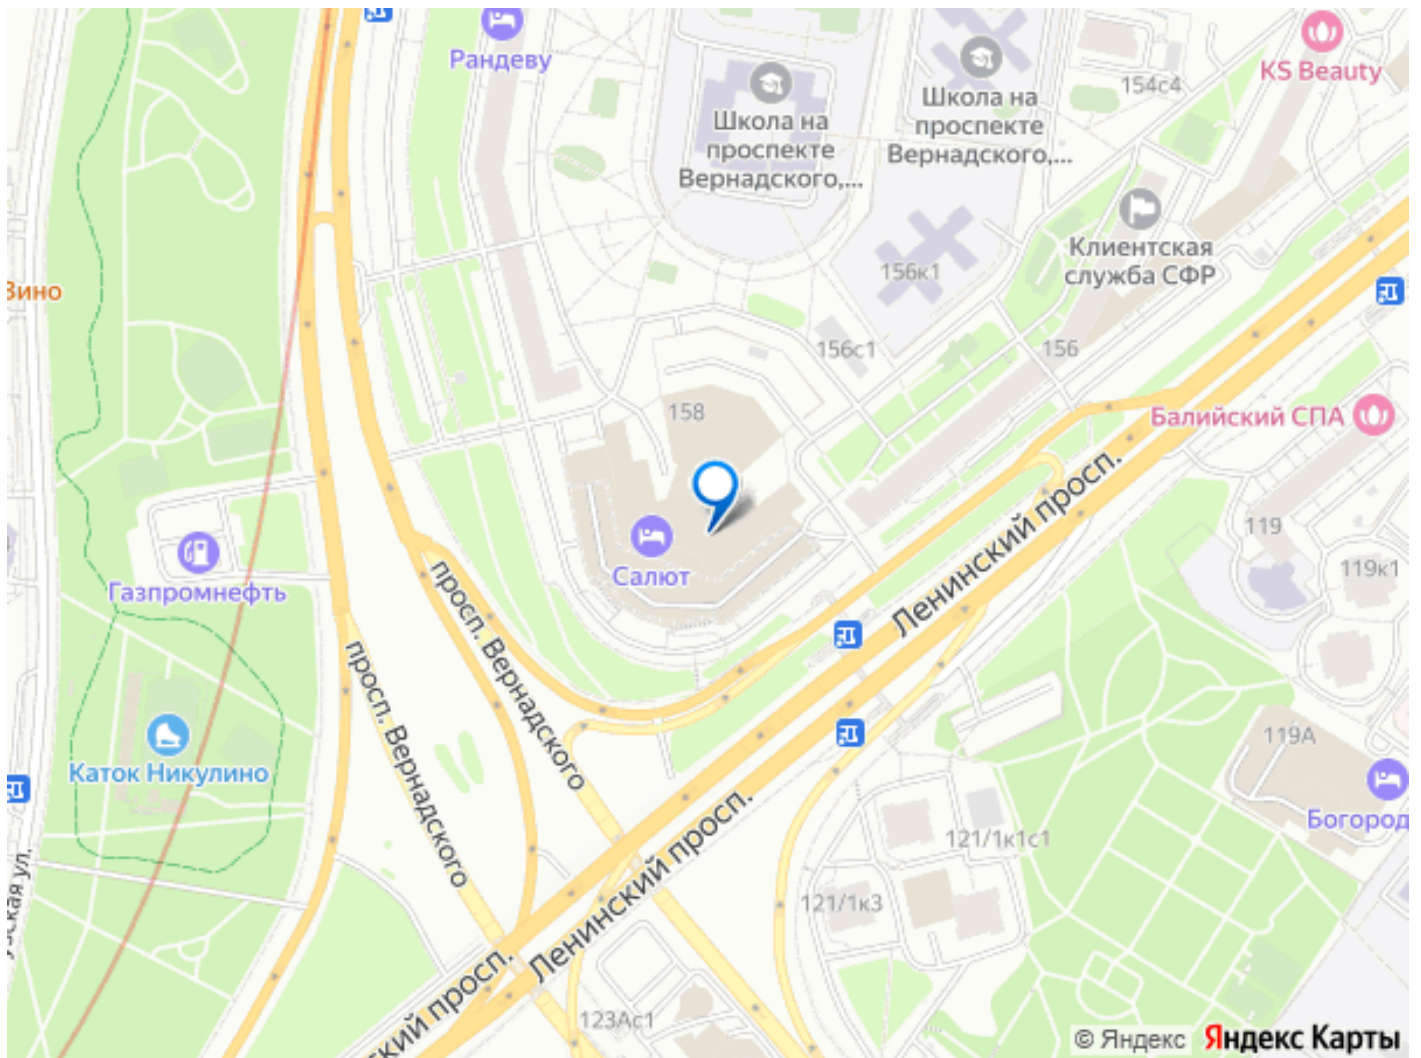 Рандеву
KS Beauty
154с4
Школа на
проспекте
Вернадского,...
Школа на
проспекте
Вернадского,...
Клиентская
служба СФР
156к1
Вино
156с1
156
158
Балийский СПА
Ленинский просп.
119
119к1
Салют
Газпромнефть
просп. Вернадского
просп. Вернадского
Каток Никулино
119А
Богород
Ленинский просп.
121/1к1с1
121/1к3
123Ас1
© Яндекс Яндекс Карты